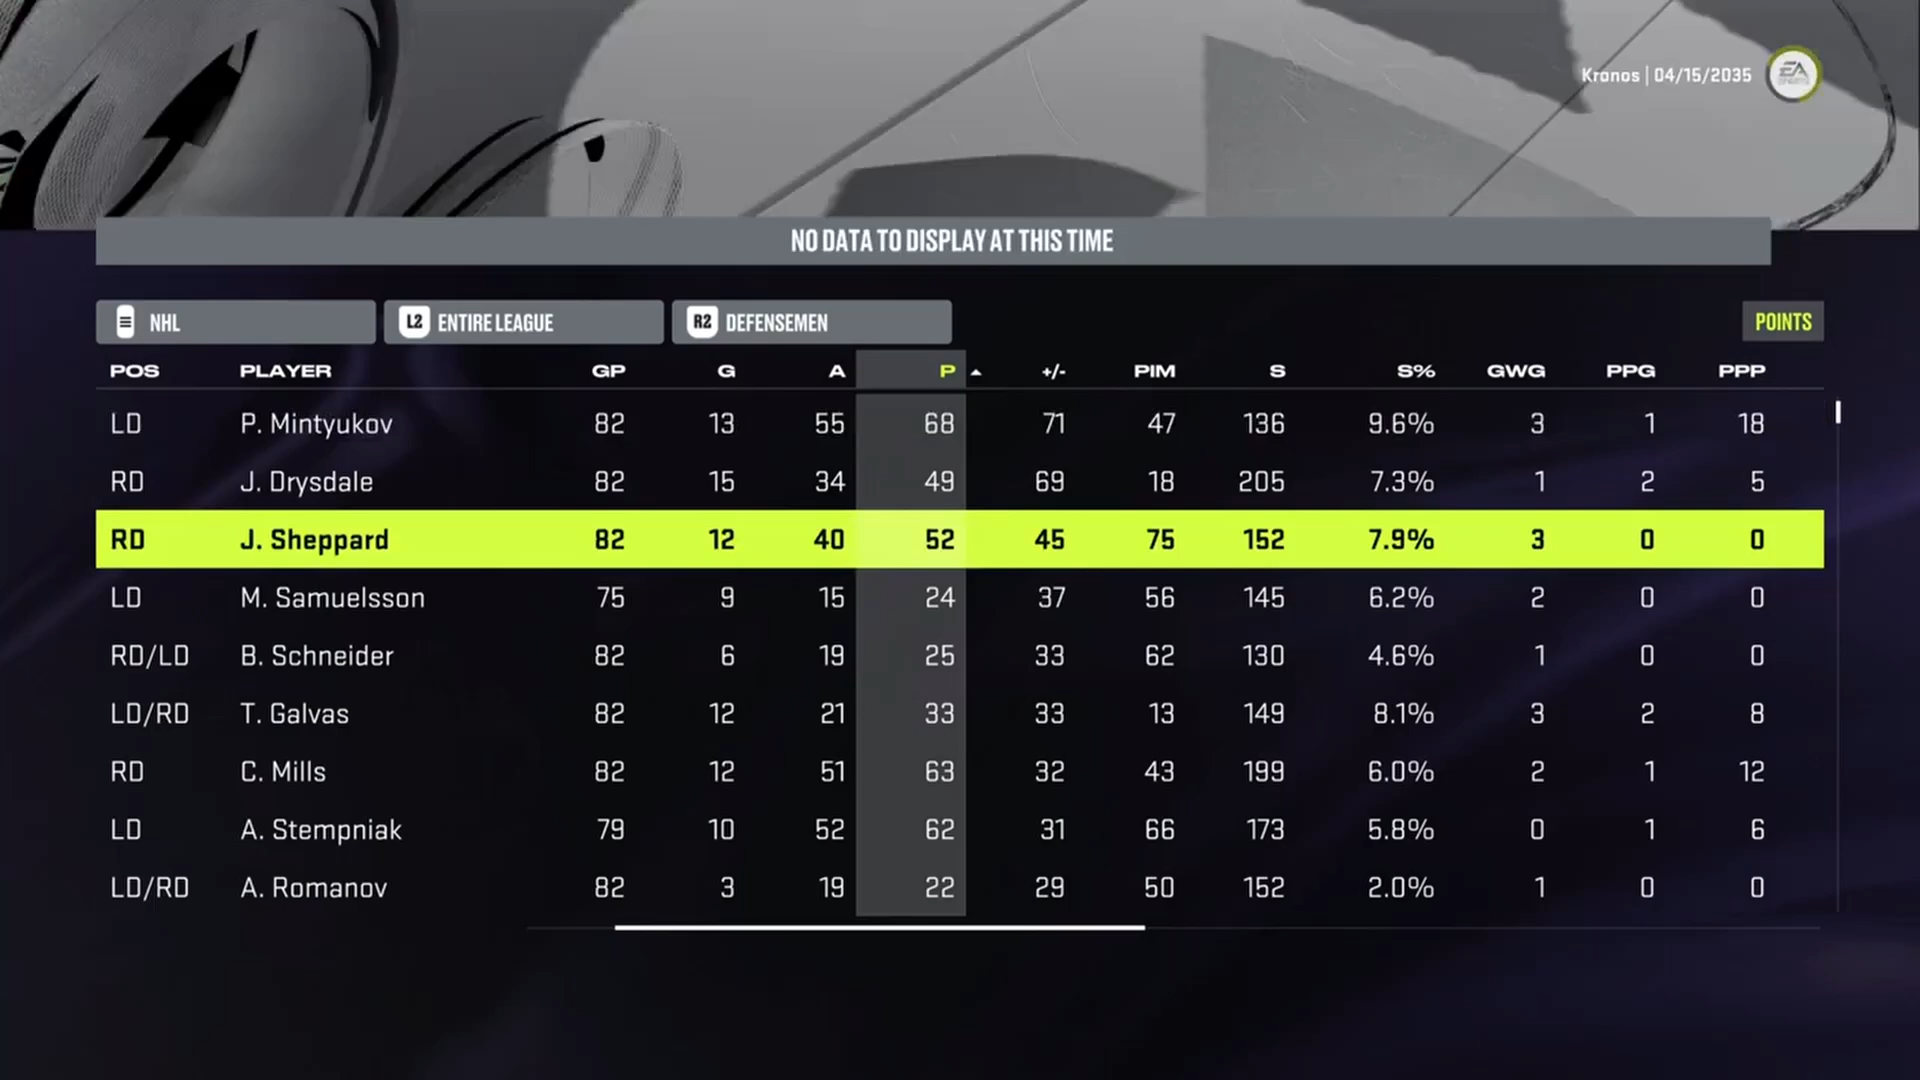 Kronos | 04/15/2035
NO DATA TO DISPLAY AT THIS TIME
NHL L2 ENTIRE LEAGUE R2 DEFENSEMEN POINTS
POS PLAYER GP G A P +/- PIM S S% GWG PPG PPP
LD P. Mintyukov 82 13 55 68 71 47 136 9.6% 3 1 18
RD J. Drysdale 82 15 34 49 69 18 205 7.3% 1 2 5
RD J. Sheppard 82 12 40 52 45 75 152 7.9% 3 0 0
LD M. Samuelsson 75 9 15 24 37 56 145 6.2% 2 0 0
RD/LD B. Schneider 82 6 19 25 33 62 130 4.6% 1 0 0
LD/RD T. Galvas 82 12 21 33 33 13 149 8.1% 3 2 8
RD C. Mills 82 12 51 63 32 43 199 6.0% 2 1 12
LD A. Stempniak 79 10 52 62 31 66 173 5.8% 0 1 6
LD/RD A. Romanov 82 3 19 22 29 50 152 2.0% 1 0 0